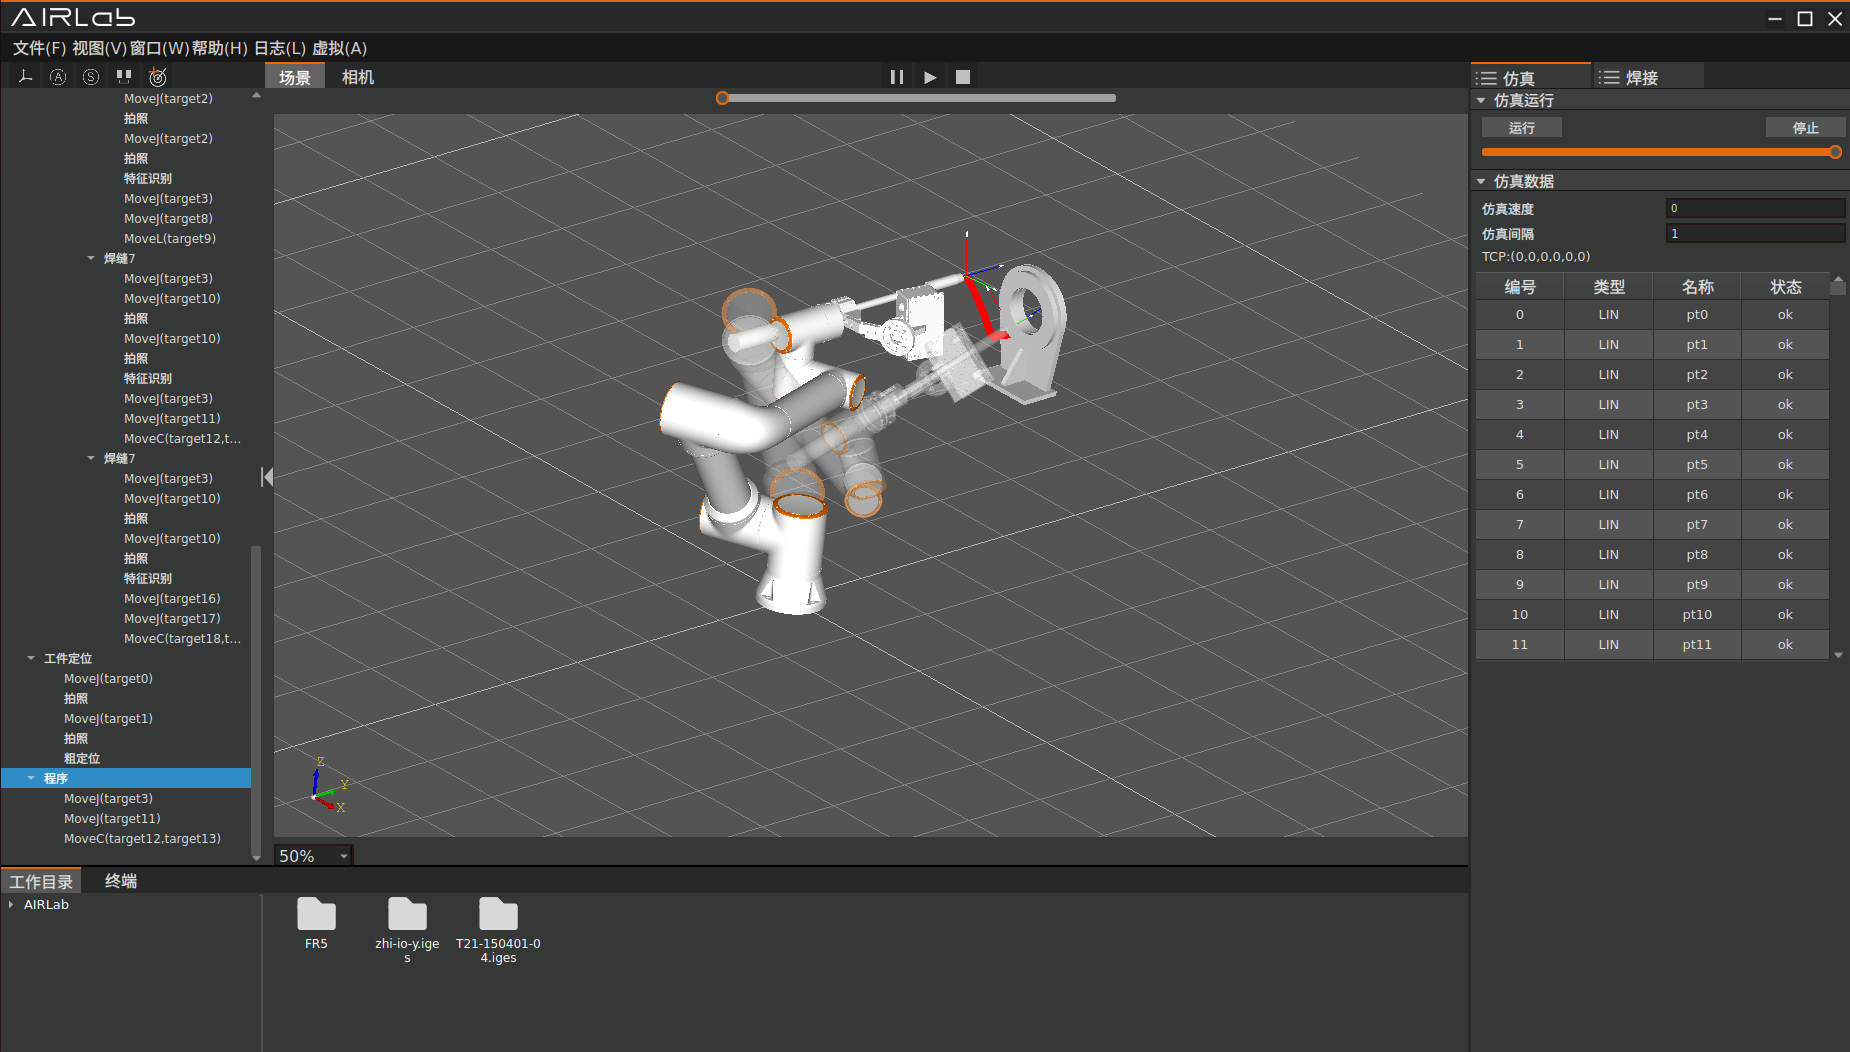 AIRLab
文件(F) 视图(V) 窗口(W) 帮助(H) 日志(L) 虚拟(A)
A S
场景 相机
MoveJ(target2)
拍照
MoveJ(target2)
拍照
特征识别
MoveJ(target3)
MoveJ(target8)
MoveL(target9)
焊缝7
MoveJ(target3)
MoveJ(target10)
拍照
MoveJ(target10)
拍照
特征识别
MoveJ(target3)
MoveJ(target11)
MoveC(target12,t...
焊缝7
MoveJ(target3)
MoveJ(target10)
拍照
MoveJ(target10)
拍照
特征识别
MoveJ(target16)
MoveJ(target17)
MoveC(target18,t...
工件定位
MoveJ(target0)
拍照
MoveJ(target1)
拍照
粗定位
程序
MoveJ(target3)
MoveJ(target11)
MoveC(target12,target13)
Z
Y
X
50%
仿真 焊接
仿真运行
运行 停止
仿真数据
仿真速度 0
仿真间隔 1
TCP:(0,0,0,0,0,0)
编号 类型 名称 状态
0 LIN pt0 ok
1 LIN pt1 ok
2 LIN pt2 ok
3 LIN pt3 ok
4 LIN pt4 ok
5 LIN pt5 ok
6 LIN pt6 ok
7 LIN pt7 ok
8 LIN pt8 ok
9 LIN pt9 ok
10 LIN pt10 ok
11 LIN pt11 ok
工作目录 终端
AIRLab
FR5
zhi-io-y.ige
s
T21-150401-0
4.iges